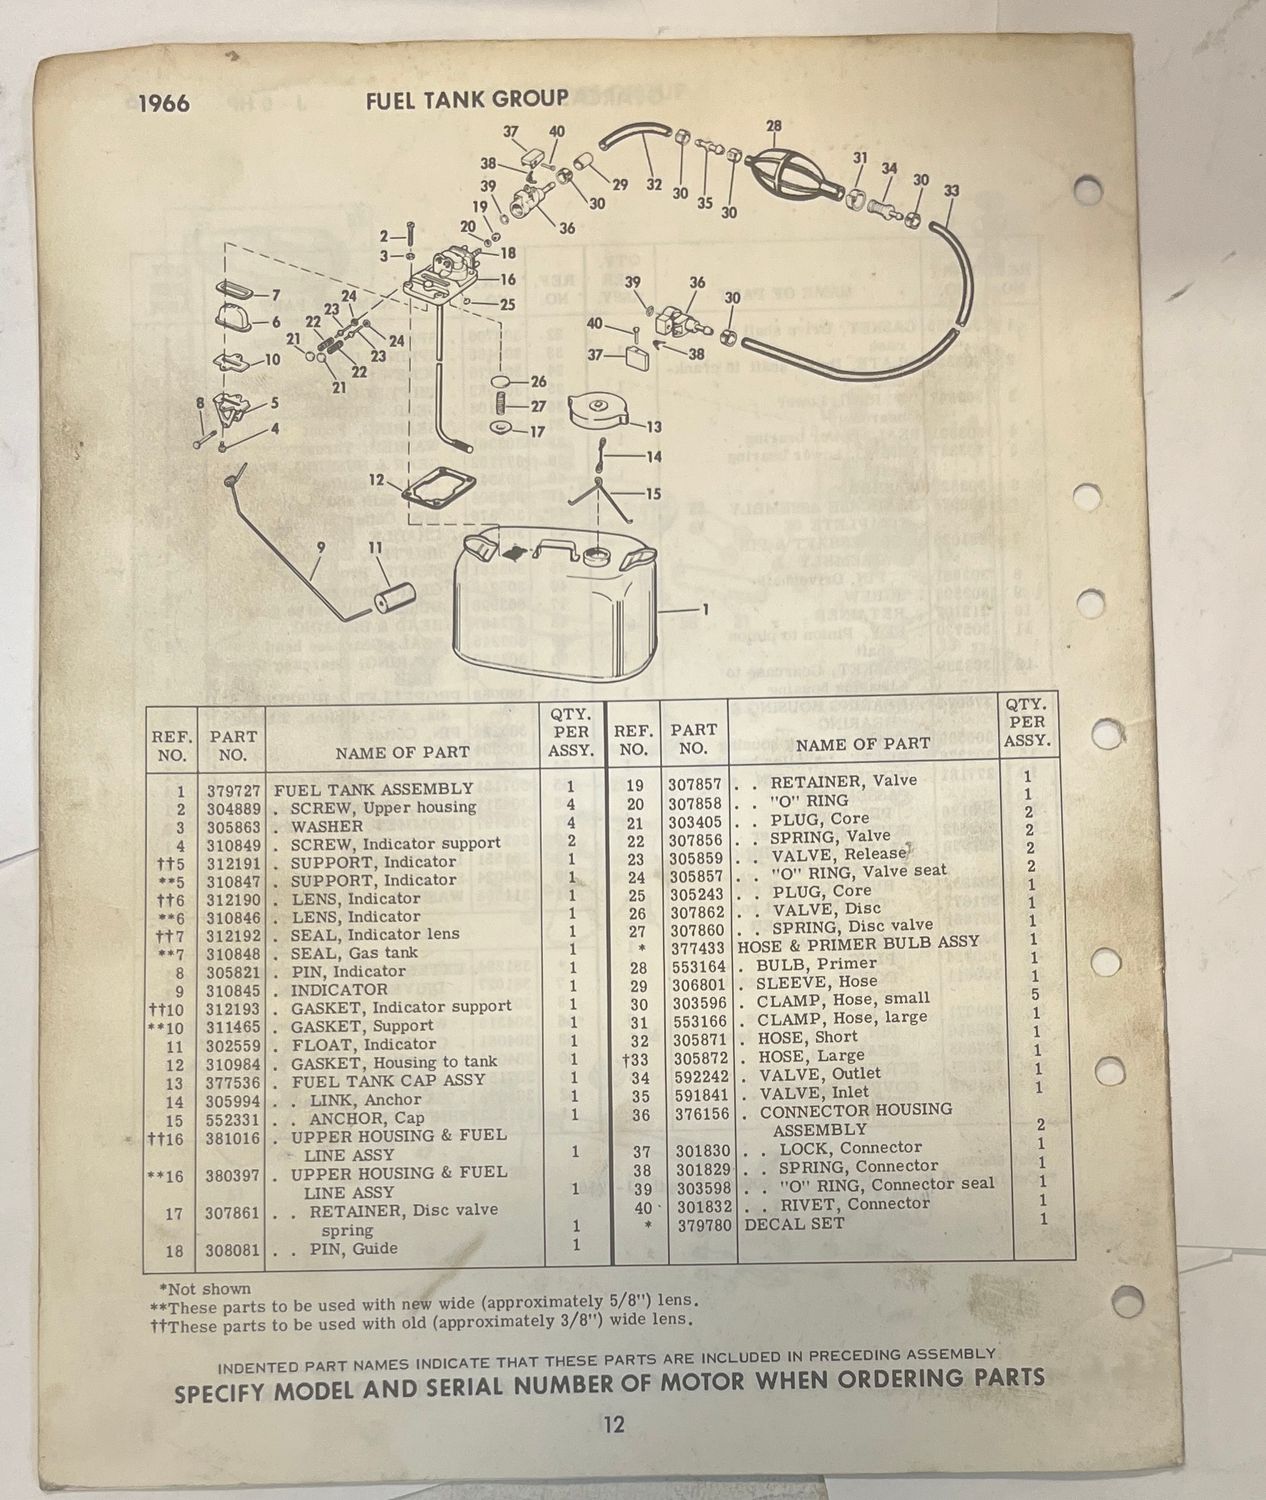 1966
FUEL TANK GROUP
37 40 28
38 31 34
39 29 32 30 35 30 30 33
19 30
20 36
2
3 18
16 39 36 30
7 24 25
23 40
6 22 24
21 23 37 38
10 22
21 26
8 5 27 13
4 17
14
12
15
9 11
1
REF. NO. PART NO. NAME OF PART QTY. PER ASSY.
1 379727 FUEL TANK ASSEMBLY 1
2 304889 . SCREW, Upper housing 4
3 305863 . WASHER 4
4 310849 . SCREW, Indicator support 2
††5 312191 . SUPPORT, Indicator 1
**5 310847 . SUPPORT, Indicator 1
††6 312190 . LENS, Indicator 1
**6 310846 . LENS, Indicator 1
††7 312192 . SEAL, Indicator lens 1
**7 310848 . SEAL, Gas tank 1
8 305821 . PIN, Indicator 1
9 310845 . INDICATOR 1
††10 312193 . GASKET, Indicator support 1
**10 311465 . GASKET, Support 1
11 302559 . FLOAT, Indicator 1
12 310984 . GASKET, Housing to tank 1
13 377536 . FUEL TANK CAP ASSY 1
14 305994 . . LINK, Anchor 1
15 552331 . . ANCHOR, Cap 1
††16 381016 . UPPER HOUSING & FUEL
LINE ASSY 1
**16 380397 . UPPER HOUSING & FUEL
LINE ASSY 1
17 307861 . . RETAINER, Disc valve
spring 1
18 308081 . . PIN, Guide 1
REF. NO. PART NO. NAME OF PART QTY. PER ASSY.
19 307857 . . RETAINER, Valve 1
20 307858 . . "O" RING 1
21 303405 . . PLUG, Core 2
22 307856 . . SPRING, Valve 2
23 305859 . . VALVE, Release 2
24 305857 . . "O" RING, Valve seat 2
25 305243 . . PLUG, Core 1
26 307862 . . VALVE, Disc 1
27 307860 . . SPRING, Disc valve 1
* 377433 HOSE & PRIMER BULB ASSY 1
28 553164 . BULB, Primer 1
29 306801 . SLEEVE, Hose 1
30 303596 . CLAMP, Hose, small 5
31 553166 . CLAMP, Hose, large 1
32 305871 . HOSE, Short 1
†33 305872 . HOSE, Large 1
34 592242 . VALVE, Outlet 1
35 591841 . VALVE, Inlet 1
36 376156 . CONNECTOR HOUSING
ASSEMBLY 2
37 301830 . . LOCK, Connector 1
38 301829 . . SPRING, Connector 1
39 303598 . . "O" RING, Connector seal 1
40 301832 . . RIVET, Connector 1
* 379780 DECAL SET 1
*Not shown
**These parts to be used with new wide (approximately 5/8") lens.
††These parts to be used with old (approximately 3/8") wide lens.
INDENTED PART NAMES INDICATE THAT THESE PARTS ARE INCLUDED IN PRECEDING ASSEMBLY
SPECIFY MODEL AND SERIAL NUMBER OF MOTOR WHEN ORDERING PARTS
12